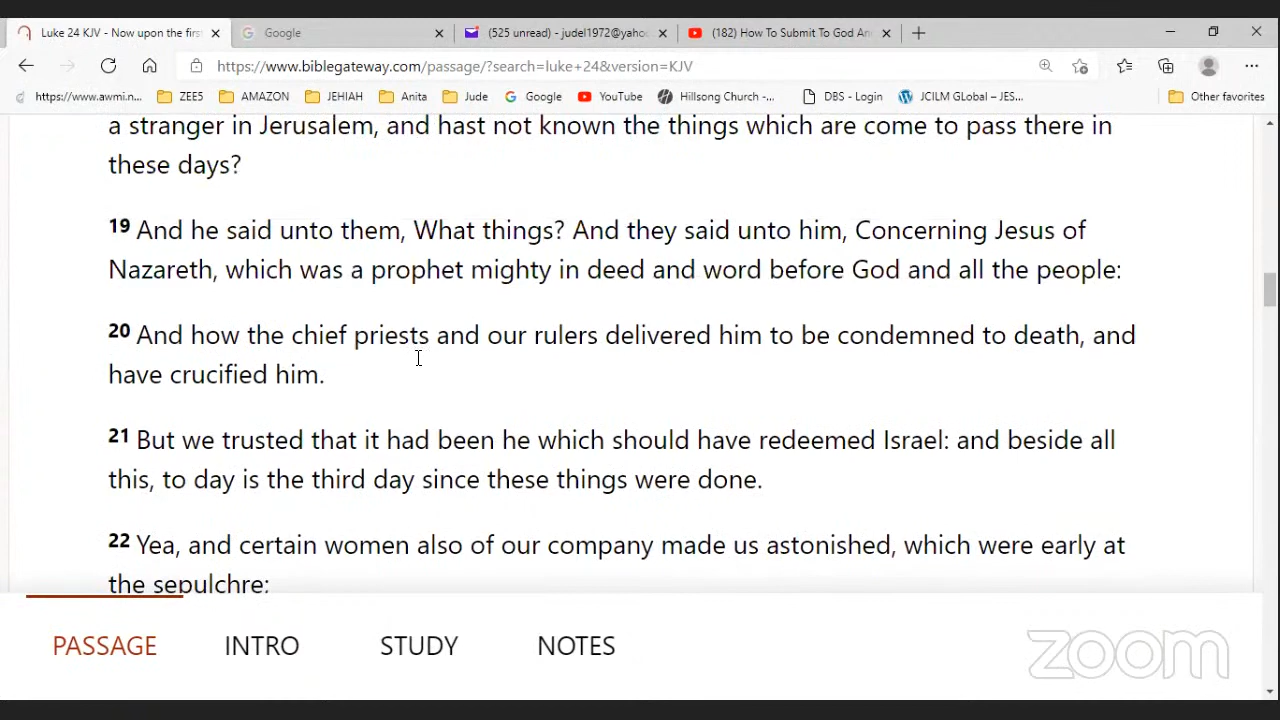 Luke 24 KJV - Now upon the firs
Google
(525 unread) - judel1972@yaho
(182) How To Submit To God An
https://www.biblegateway.com/passage/?search=luke+24&version=KJV
https://www.awmi.n...
ZEE5
AMAZON
JEHIAH
Anita
Jude
Google
YouTube
Hillsong Church -...
DBS - Login
JCILM GLobal – JES...
Other favorites
a stranger in Jerusalem, and hast not known the things which are come to pass there in
these days?
19 And he said unto them, What things? And they said unto him, Concerning Jesus of
Nazareth, which was a prophet mighty in deed and word before God and all the people:
20 And how the chief priests and our rulers delivered him to be condemned to death, and
have crucified him.
21 But we trusted that it had been he which should have redeemed Israel: and beside all
this, to day is the third day since these things were done.
22 Yea, and certain women also of our company made us astonished, which were early at
the sepulchre;
PASSAGE
INTRO
STUDY
NOTES
zoom